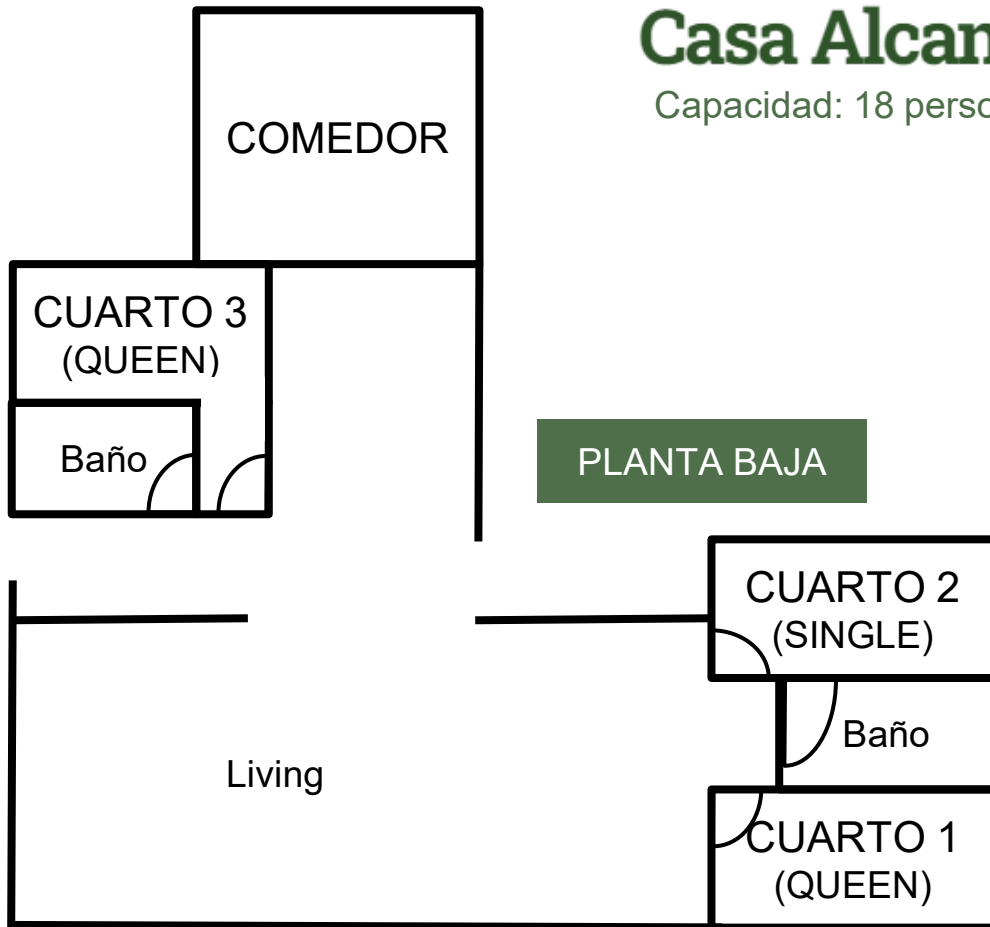 Casa Alcan
Capacidad: 18 perso
COMEDOR
CUARTO 3
(QUEEN)
Baño
PLANTA BAJA
CUARTO 2
(SINGLE)
Baño
Living
CUARTO 1
(QUEEN)